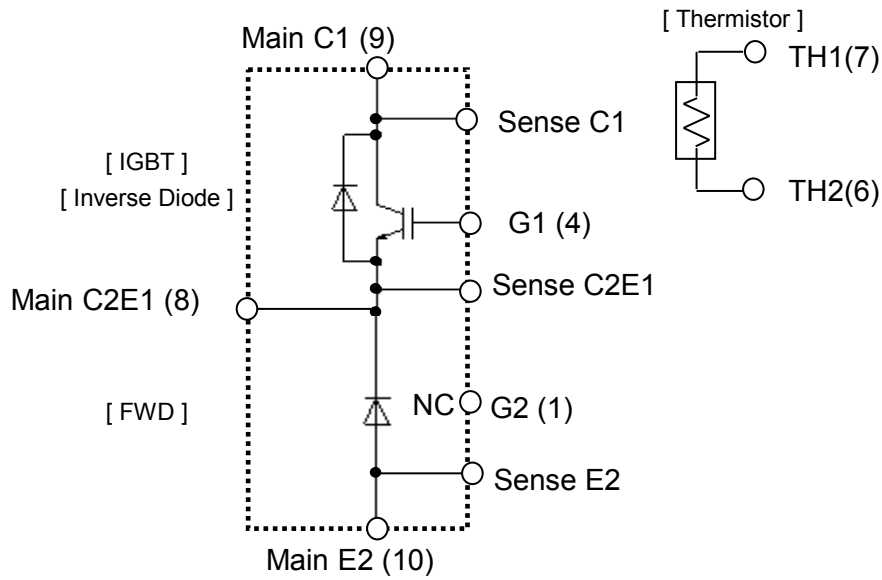 [ Thermistor ]
Main C1 (9)
TH1(7)
Sense C1
[ IGBT ]
[ Inverse Diode ]
TH2(6)
G1 (4)
Sense C2E1
Main C2E1 (8)
[ FWD ]
NC
G2 (1)
Sense E2
Main E2 (10)